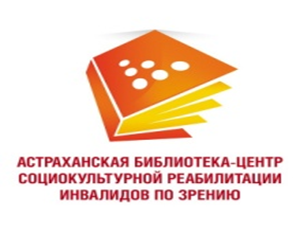 АСТРАХАНСКАЯ БИБЛИОТЕКА-ЦЕНТР
СОЦИОКУЛЬТУРНОЙ РЕАБИЛИТАЦИИ
ИНВАЛИДОВ ПО ЗРЕНИЮ